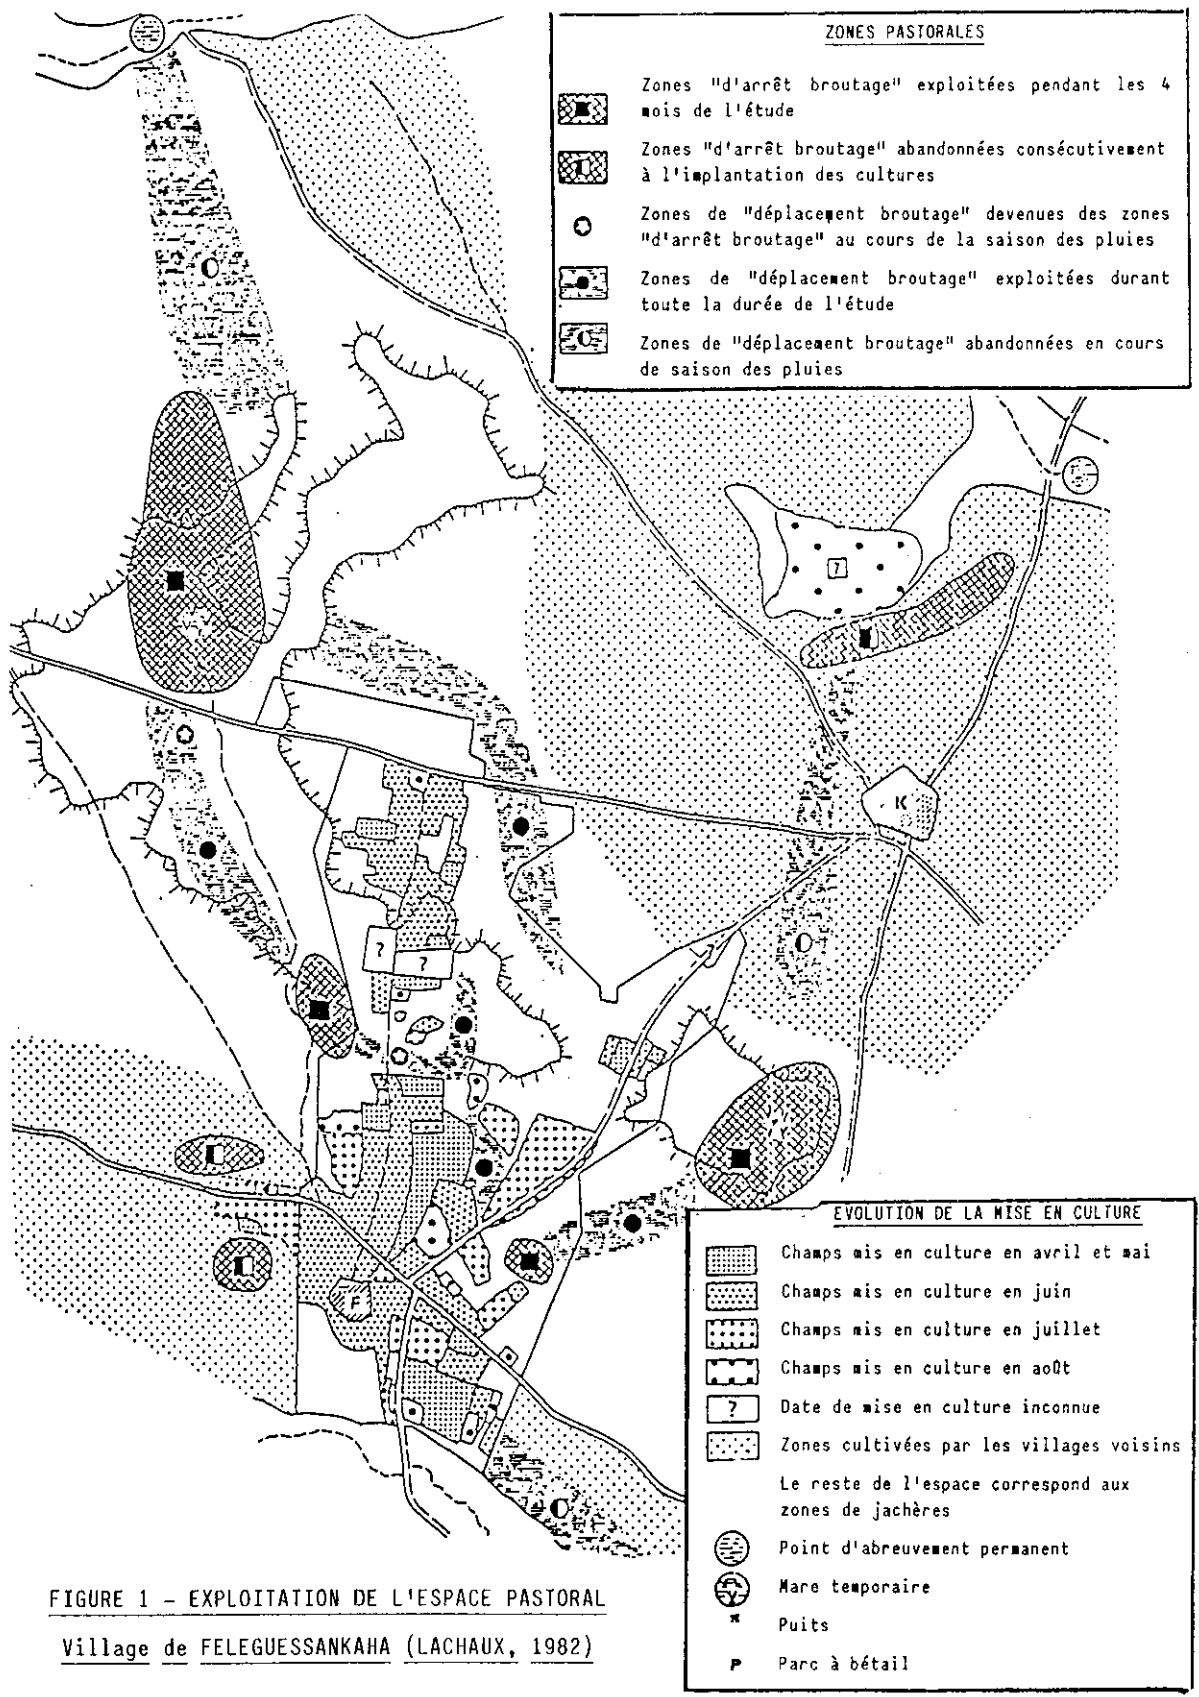 ZONES PASTORALES
Zones "d'arrêt broutage" exploitées pendant les 4
mois de l'étude
Zones "d'arrêt broutage" abandonnées consécutivement
à l'implantation des cultures
Zones de "déplacement broutage" devenues des zones
"d'arrêt broutage" au cours de la saison des pluies
Zones de "déplacement broutage" exploitées durant
toute la durée de l'étude
Zones de "déplacement broutage" abandonnées en cours
de saison des pluies
?
K
?
?
F
EVOLUTION DE LA MISE EN CULTURE
Champs mis en culture en avril et mai
Champs mis en culture en juin
Champs mis en culture en juillet
Champs mis en culture en août
? Date de mise en culture inconnue
Zones cultivées par les villages voisins
Le reste de l'espace correspond aux
zones de jachères
Point d'abreuvement permanent
Mare temporaire
Puits
P Parc à bétail
FIGURE 1 - EXPLOITATION DE L'ESPACE PASTORAL
Village de FELEGUESSANKAHA (LACHAUX, 1982)